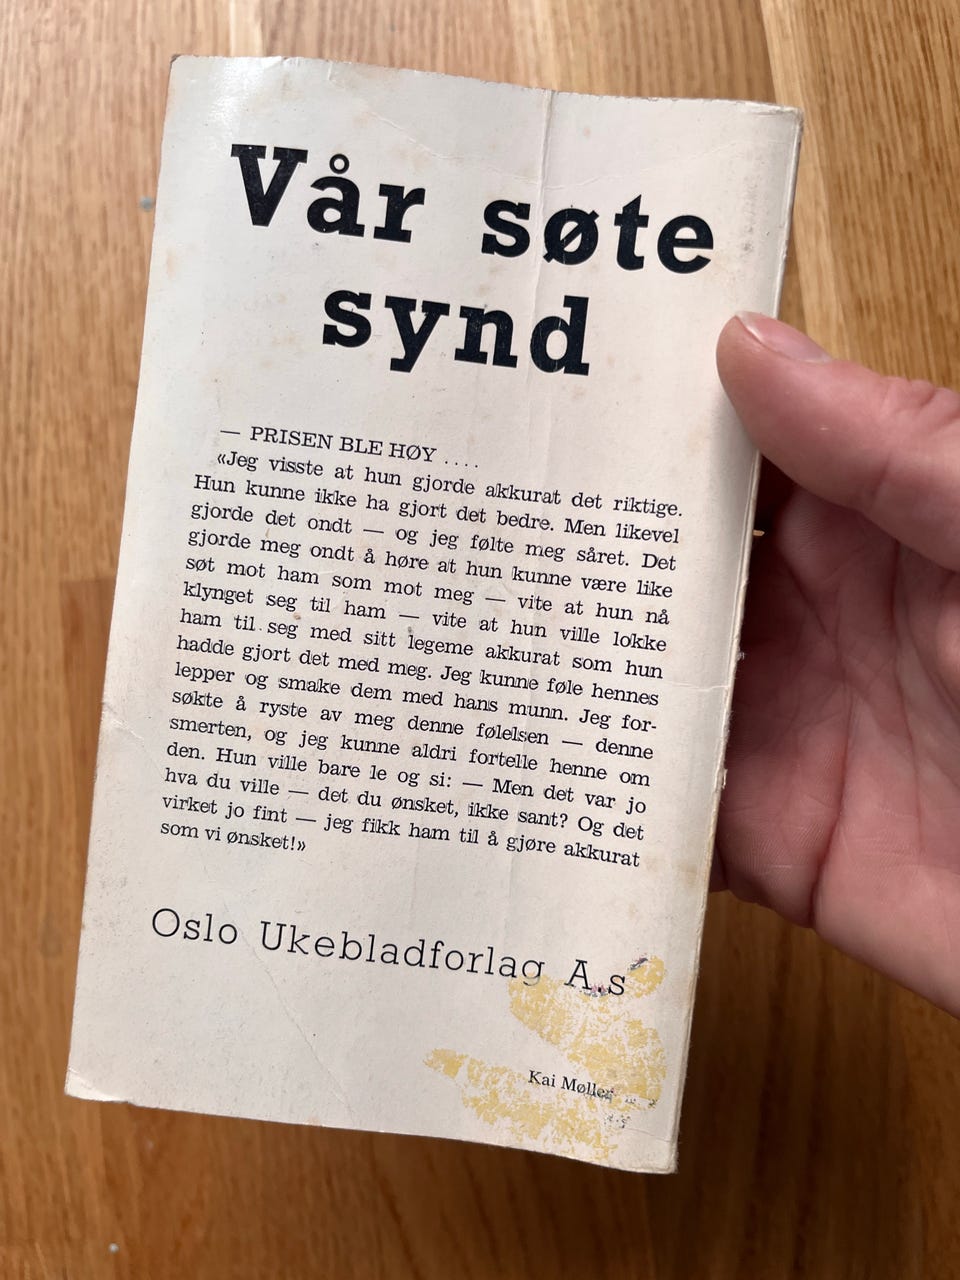 Vår søte
synd
— PRISEN BLE HØY ....
«Jeg visste at hun gjorde akkurat det riktige.
Hun kunne ikke ha gjort det bedre. Men likevel
gjorde det ondt — og jeg følte meg såret. Det
gjorde meg ondt å høre at hun kunne være like
søt mot ham som mot meg — vite at hun nå
klynget seg til ham — vite at hun ville lokke
ham til seg med sitt legeme akkurat som hun
hadde gjort det med meg. Jeg kunne føle hennes
lepper og smake dem med hans munn. Jeg for-
søkte å ryste av meg denne følelsen — denne
smerten, og jeg kunne aldri fortelle henne om
den. Hun ville bare le og si: — Men det var jo
hva du ville — det du ønsket, ikke sant? Og det
virket jo fint — jeg fikk ham til å gjøre akkurat
som vi ønsket!»
Oslo Ukebladforlag A.s
Kai Møller